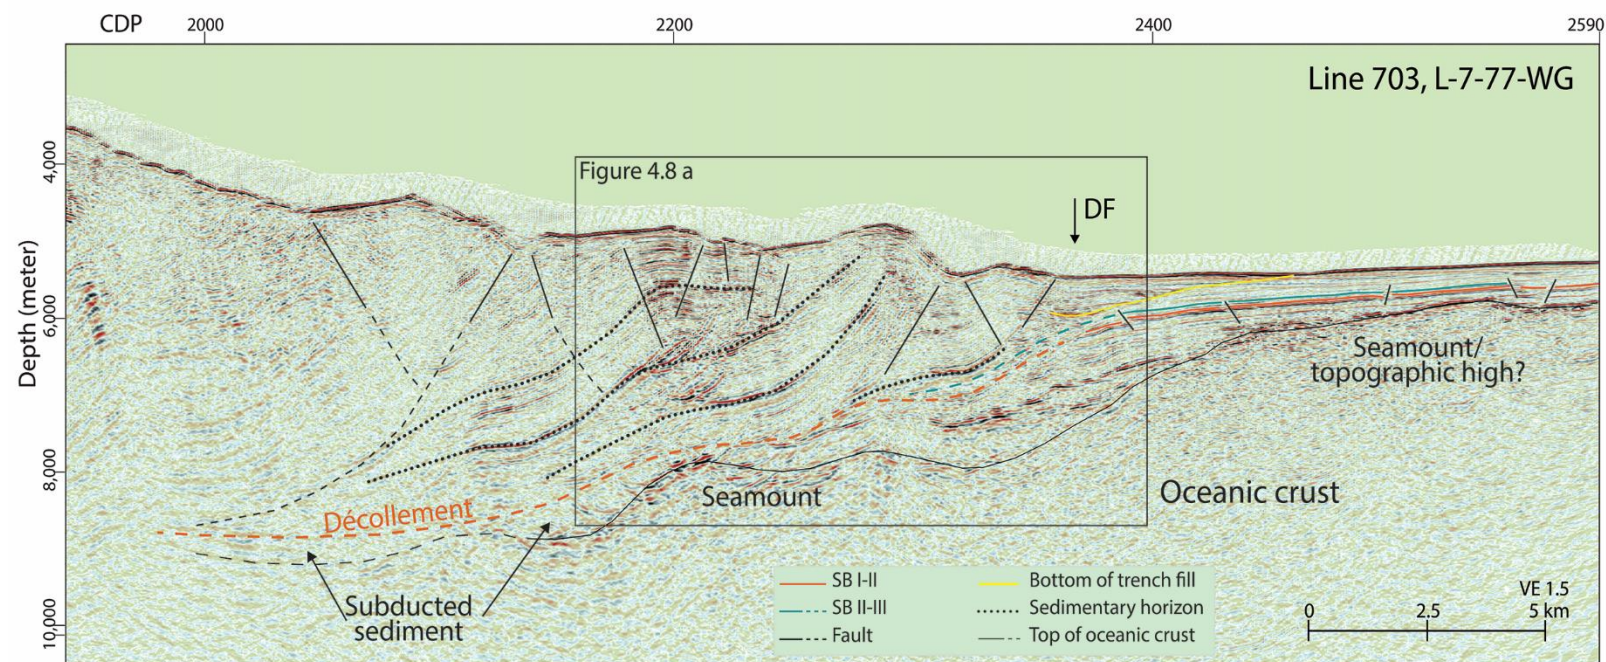 CDP 2000 2200 2400 2590
Line 703, L-7-77-WG
4,000
Figure 4.8 a
DF
Depth (meter)
6,000
Seamount/
topographic high?
8,000
Seamount
Oceanic crust
Décollement
Subducted
sediment
10,000
SB I-II
SB II-III
Fault
Bottom of trench fill
Sedimentary horizon
Top of oceanic crust
VE 1.5
0 2.5 5 km